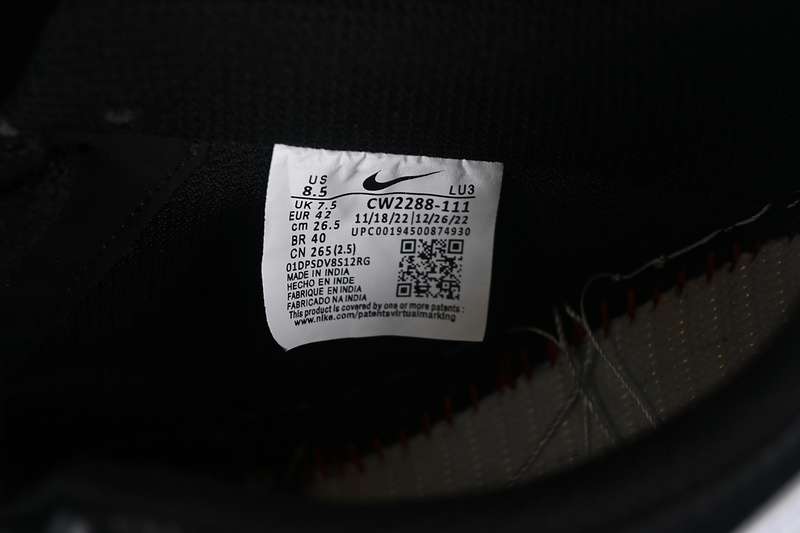 US
8.5
LU3
UK 7.5
CW2288-111
EUR 42
11/18/22|12/26/22
cm 26.5
UPC00194500874930
BR 40
CN 265(2.5)
01DPSDV8S12RG
MADE IN INDIA
HECHO EN INDE
FABRIQUE EN INDIA
FABRICADO NA INDIA
This product is covered by one or more patents :
www.nike.com/patentsvirtualmarking